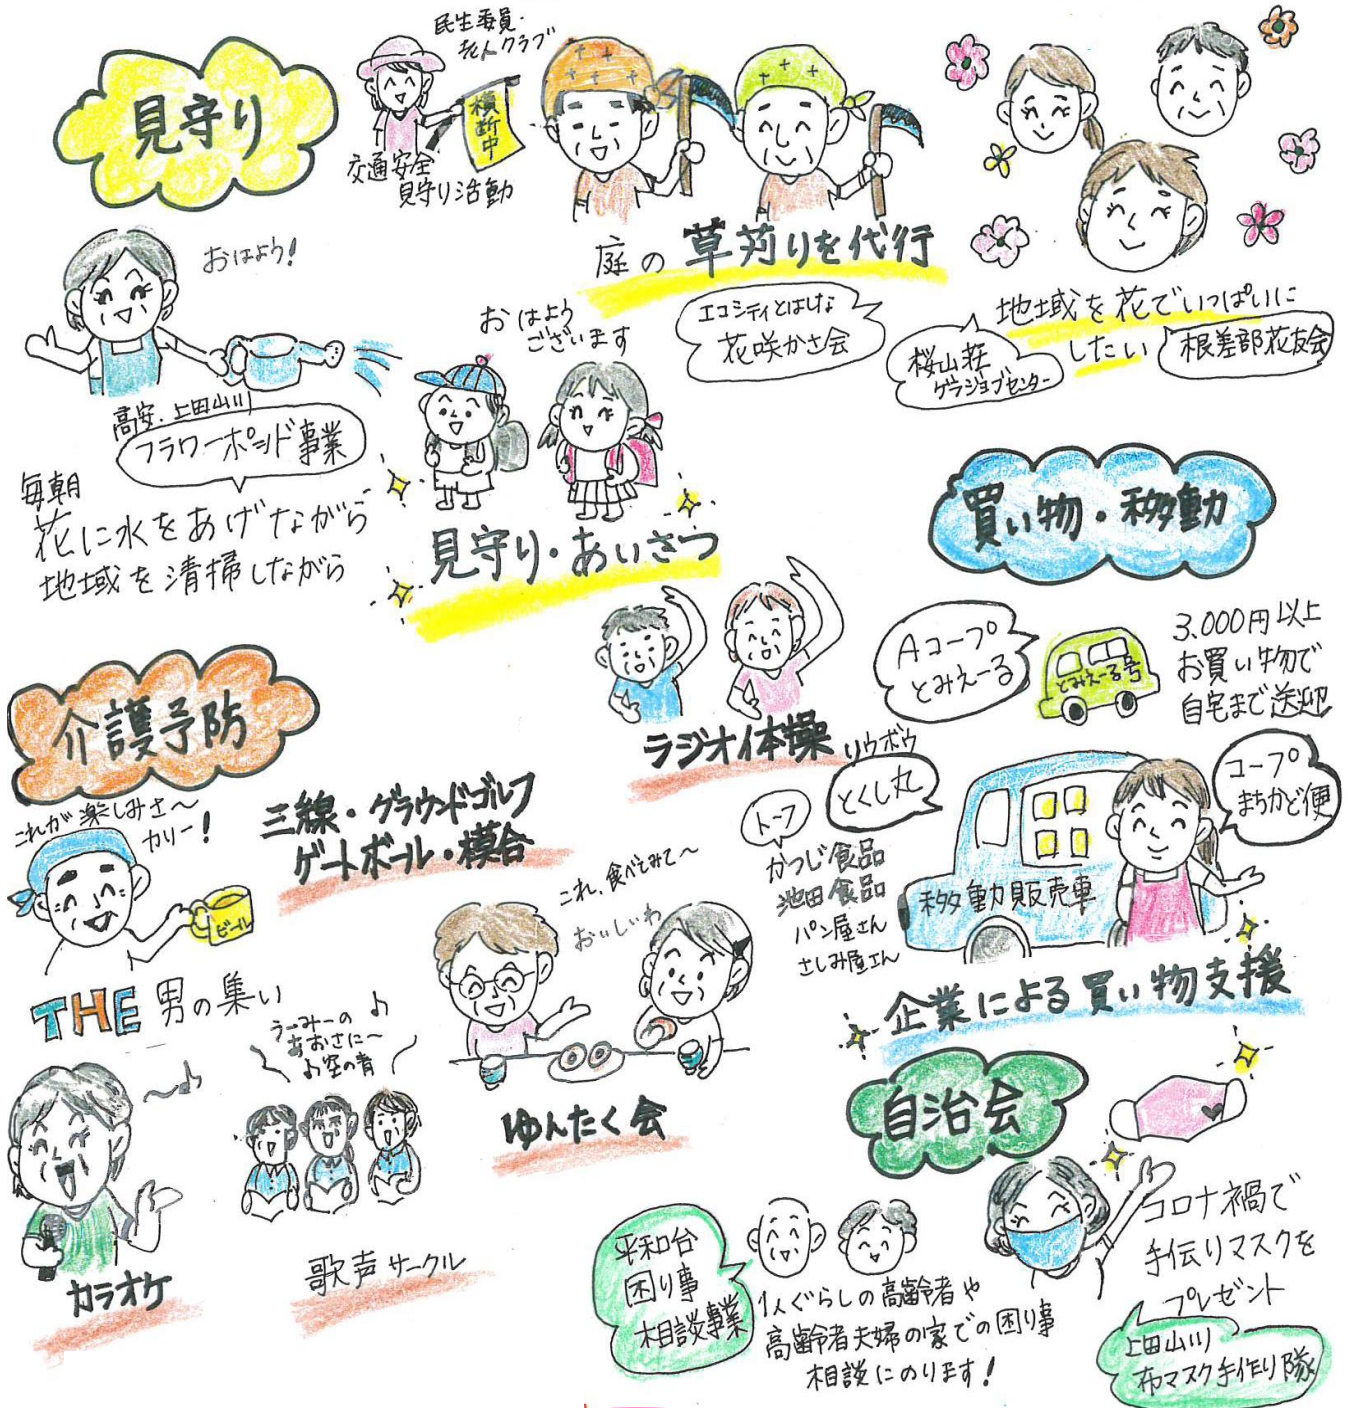 見守り
民生委員・
老人クラブ
横断中
交通安全
見守り活動
おはよう!
庭の草苅りを代行
エコシティとはしな
花咲かさ会
地域を花でいっぱいに
したい
桜山荘
グラジョブセンター
根差部花友会
高安・上田山川
フラワーポット事業
おはよう
ございます
毎朝
花に水をあげながら
地域を清掃しながら
見守り・あいさつ
買い物・移動
Aコープ
とみえーる
とみえーる号
3.000円以上
お買い物で
自宅まで送迎
介護予防
これが楽しみさ〜
カリー!
ビール
THE男の集い
三線・グラウンドゴルフ
ゲートボール・模合
ラジオ体操
リウボウ
とくし丸
コープ
まちかど便
トーフ
かつじ食品
池田食品
パン屋さん
さしみ屋さん
移動販売車
企業による買い物支援
これ、食べてみて〜
おいしいわ
ゆんたく会
うーみーの
あおさに〜
空の青
カラオケ
歌声サークル
自治会
平和台
困り事
相談事業
1人ぐらしの高齢者や
高齢者夫婦の家での困り事
相談にのります!
コロナ禍で
手伝りマスクを
プレゼント
上田山川
布マスク手作り隊